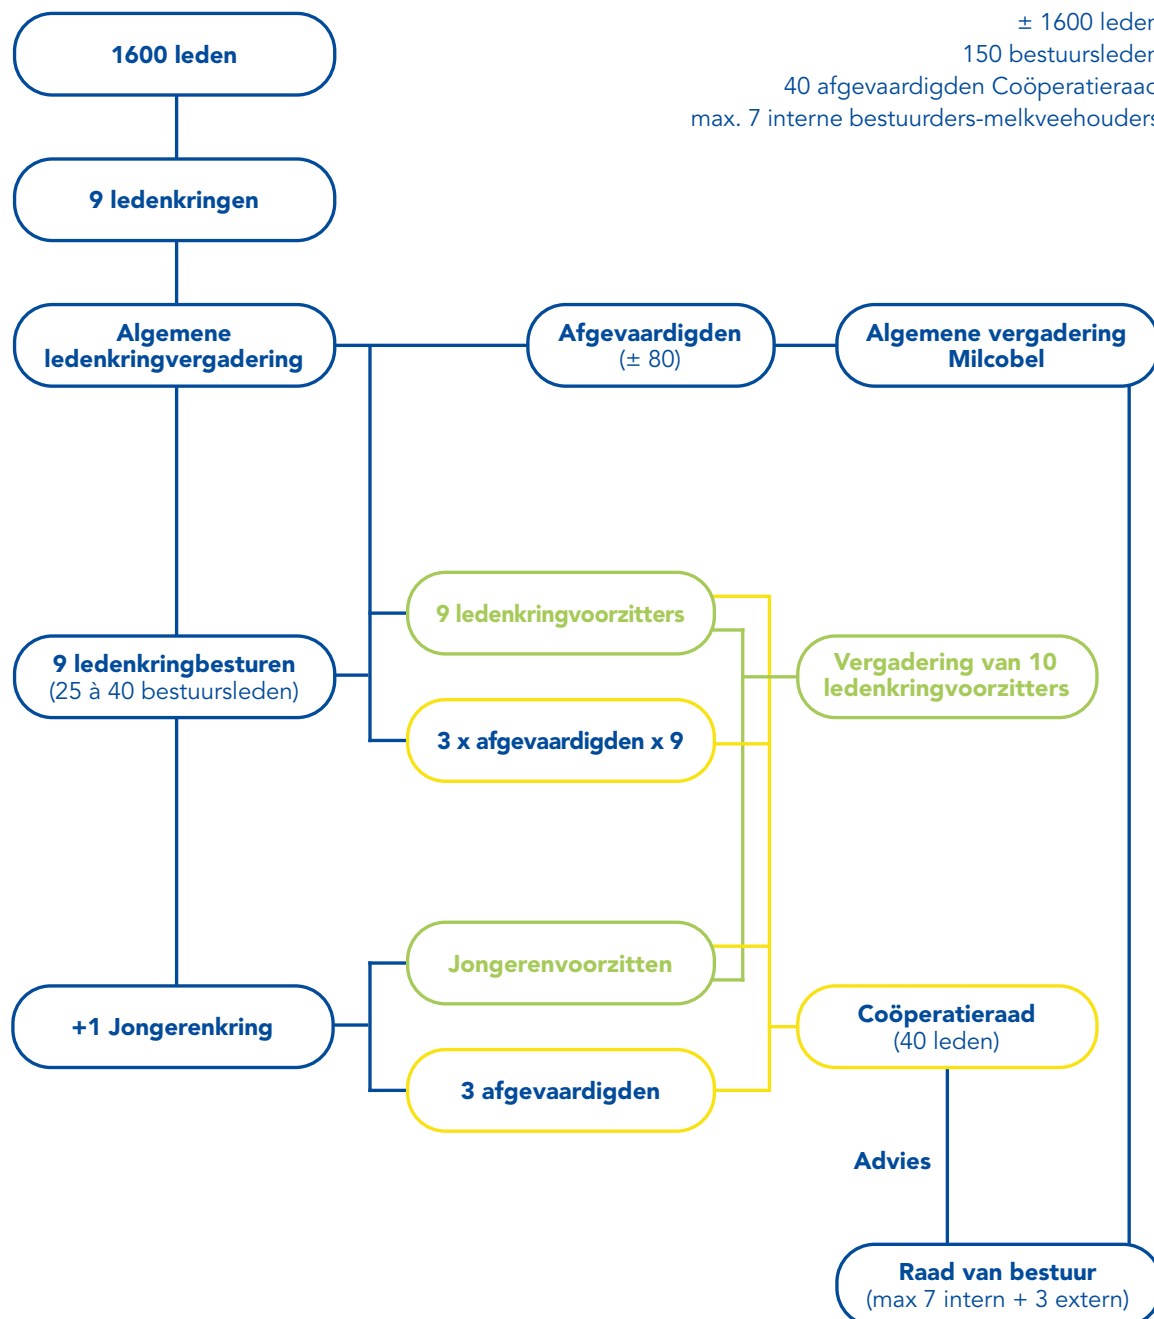 1600 leden
± 1600 leden
150 bestuursleden
40 afgevaardigden Coöperatieraad
max. 7 interne bestuurders-melkveehouders
9 ledenkringen
Algemene
ledenkringvergadering
Afgevaardigden
(± 80)
Algemene vergadering
Milcobel
9 ledenkringvoorzitters
9 ledenkringbesturen
(25 à 40 bestuursleden)
Vergadering van 10
ledenkringvoorzitters
3 x afgevaardigden x 9
Jongerenvoorzitten
+1 Jongerenkring
Coöperatieraad
(40 leden)
3 afgevaardigden
Advies
Raad van bestuur
(max 7 intern + 3 extern)